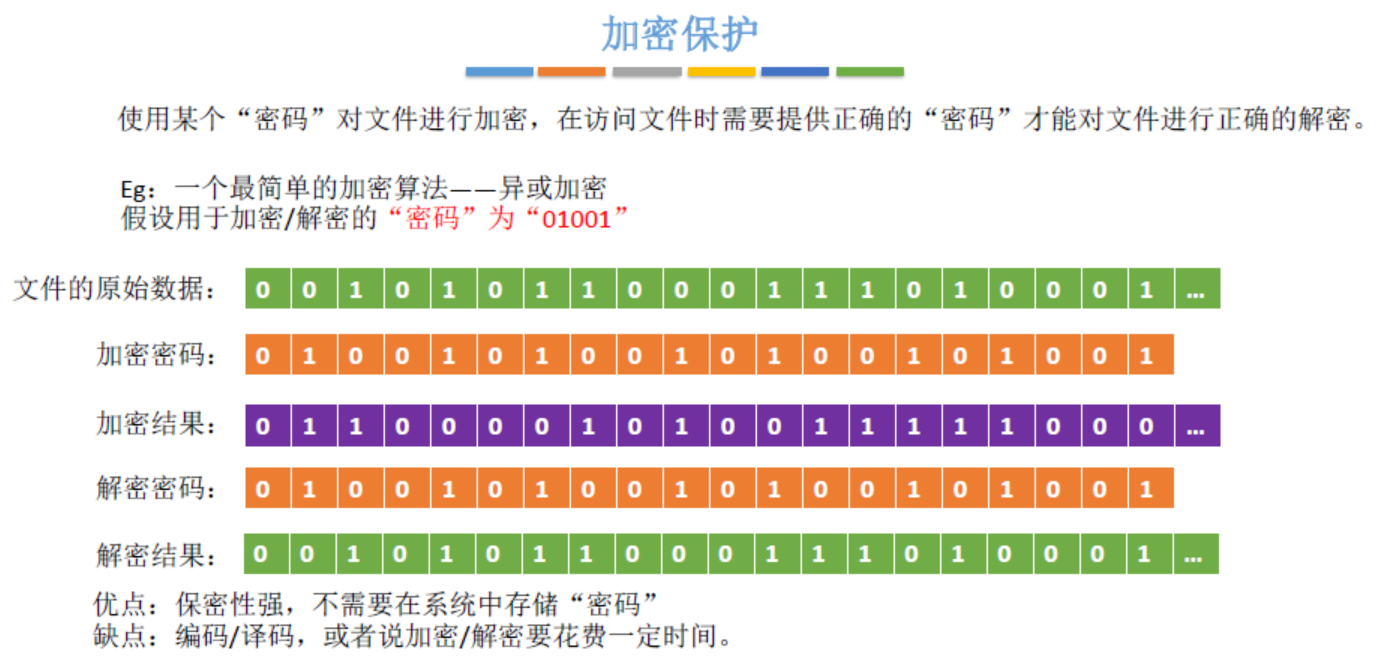 加密保护
使用某个“密码”对文件进行加密，在访问文件时需要提供正确的“密码”才能对文件进行正确的解密。
Eg：一个最简单的加密算法——异或加密
假设用于加密/解密的“密码”为“01001”
文件的原始数据： 0 0 1 0 1 0 1 1 0 0 0 1 1 1 0 1 0 0 0 1 …
加密密码： 0 1 0 0 1 0 1 0 0 1 0 1 0 0 1 0 1 0 0 1
加密结果： 0 1 1 0 0 0 0 1 0 1 0 0 1 1 1 1 1 0 0 0 …
解密密码： 0 1 0 0 1 0 1 0 0 1 0 1 0 0 1 0 1 0 0 1
解密结果： 0 0 1 0 1 0 1 1 0 0 0 1 1 1 0 1 0 0 0 1 …
优点：保密性强，不需要在系统中存储“密码”
缺点：编码/译码，或者说加密/解密要花费一定时间。